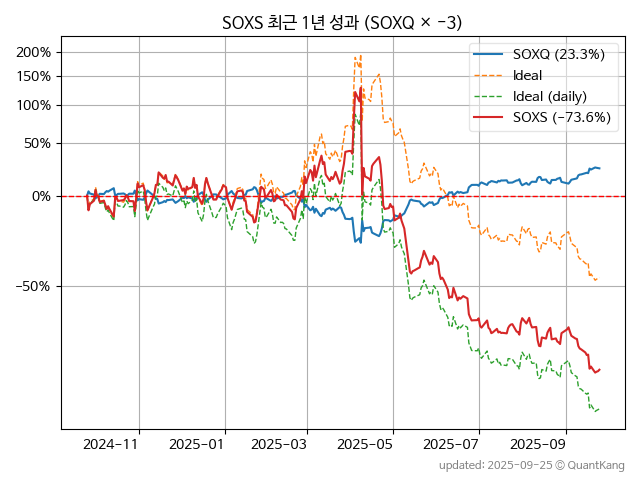 SOXS 최근 1년 성과 (SOXQ × −3)
SOXQ (23.3%)
Ideal
Ideal (daily)
SOXS (−73.6%)
200%
150%
100%
50%
0%
−50%
2024−11
2025−01
2025−03
2025−05
2025−07
2025−09
updated: 2025-09-25 ⓒ QuantKang